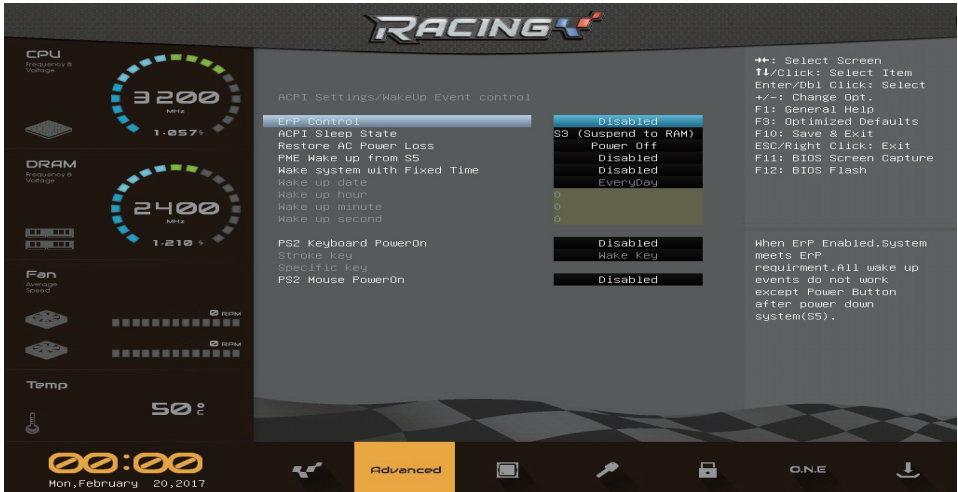 RACING
CPU
Frequency &
Voltage
3200
MHz
1.057
DRAM
Frequency &
Voltage
2400
MHz
1.210
Fan
Average
Speed
0 RPM
0 RPM
Temp
50 °C
00:00
Mon,February 20,2017
ACPI Settings/WakeUp Event control
ErP Control Disabled
ACPI Sleep State S3 (Suspend to RAM)
Restore AC Power Loss Power Off
PME Wake up from S5 Disabled
Wake system with Fixed Time Disabled
Wake up date EveryDay
Wake up hour 0
Wake up minute 0
Wake up second 0
PS2 Keyboard PowerOn Disabled
Stroke key Wake Key
Specific key
PS2 Mouse PowerOn Disabled
→←: Select Screen
↑↓/Click: Select Item
Enter/Dbl Click: Select
+/-: Change Opt.
F1: General Help
F3: Optimized Defaults
F10: Save & Exit
ESC/Right Click: Exit
F11: BIOS Screen Capture
F12: BIOS Flash
When ErP Enabled.System
meets ErP
requirment.All wake up
events do not work
except Power Button
after power down
system(S5).
Advanced
O.N.E